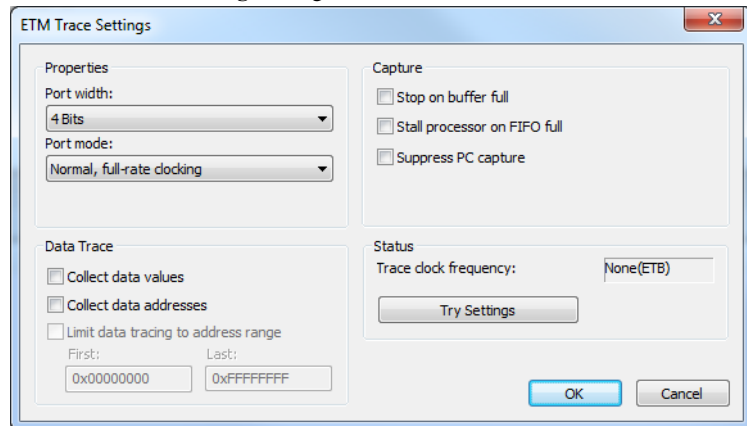 ETM Trace Settings
Properties
Port width:
4 Bits
Port mode:
Normal, full-rate clocking
Capture
Stop on buffer full
Stall processor on FIFO full
Suppress PC capture
Data Trace
Collect data values
Collect data addresses
Limit data tracing to address range
First: Last:
0x00000000 0xFFFFFFFF
Status
Trace clock frequency: None(ETB)
Try Settings
OK Cancel